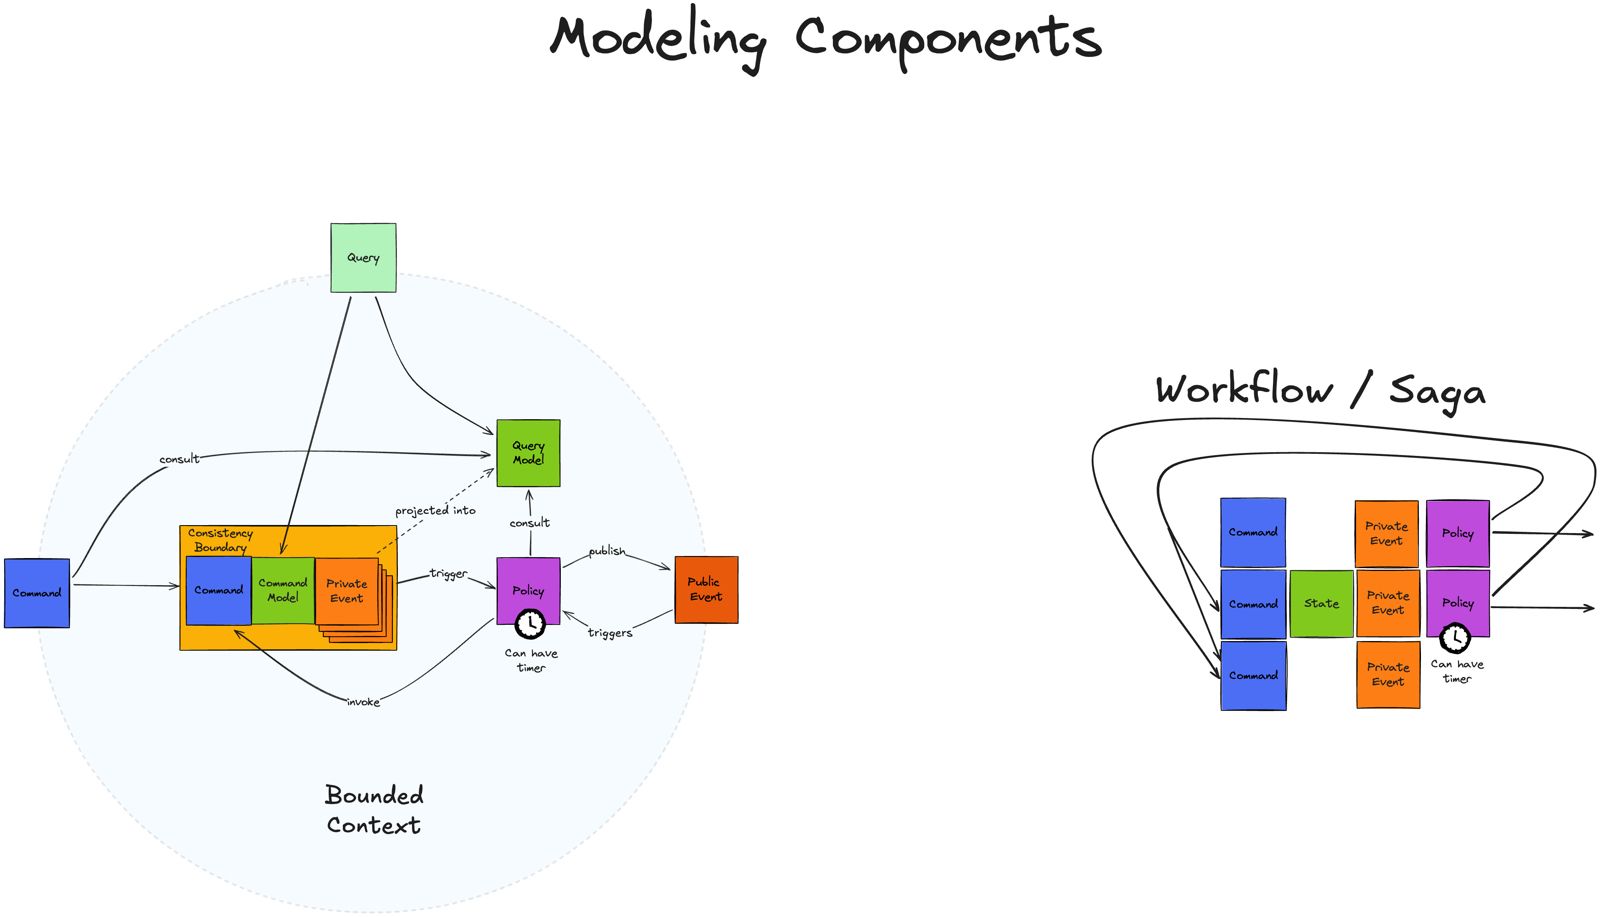 Modeling Components
Query
consult
Query
Model
projected into
consult
Consistency
Boundary
Command
Command
Command
Model
Private
Event
trigger
Policy
publish
Public
Event
triggers
Can have
timer
invoke
Bounded
Context
Workflow / Saga
Command
Private
Event
Policy
Command
State
Private
Event
Policy
Command
Private
Event
Can have
timer